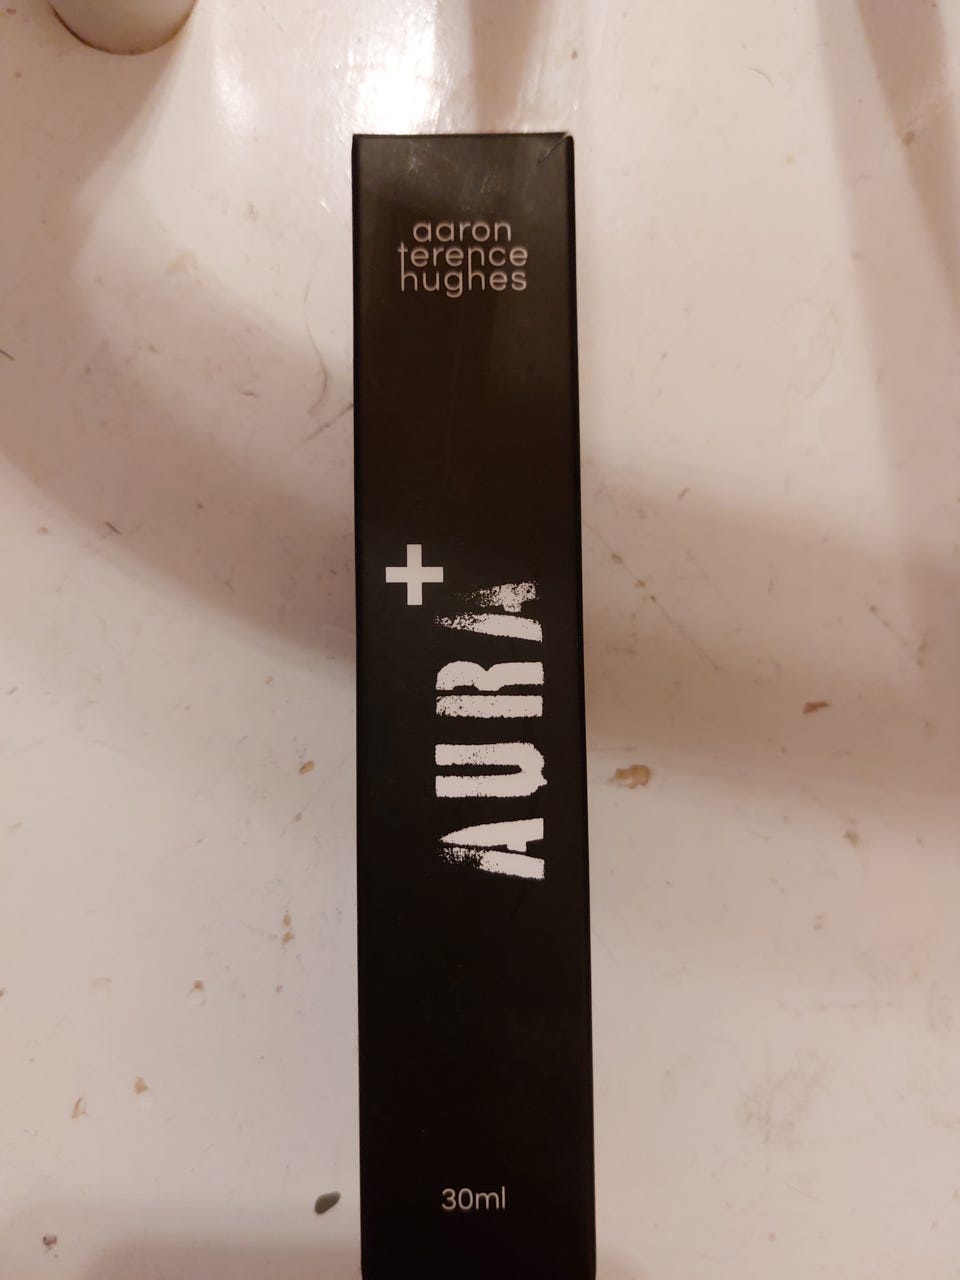 aaron
terence
hughes
AURA+
30ml